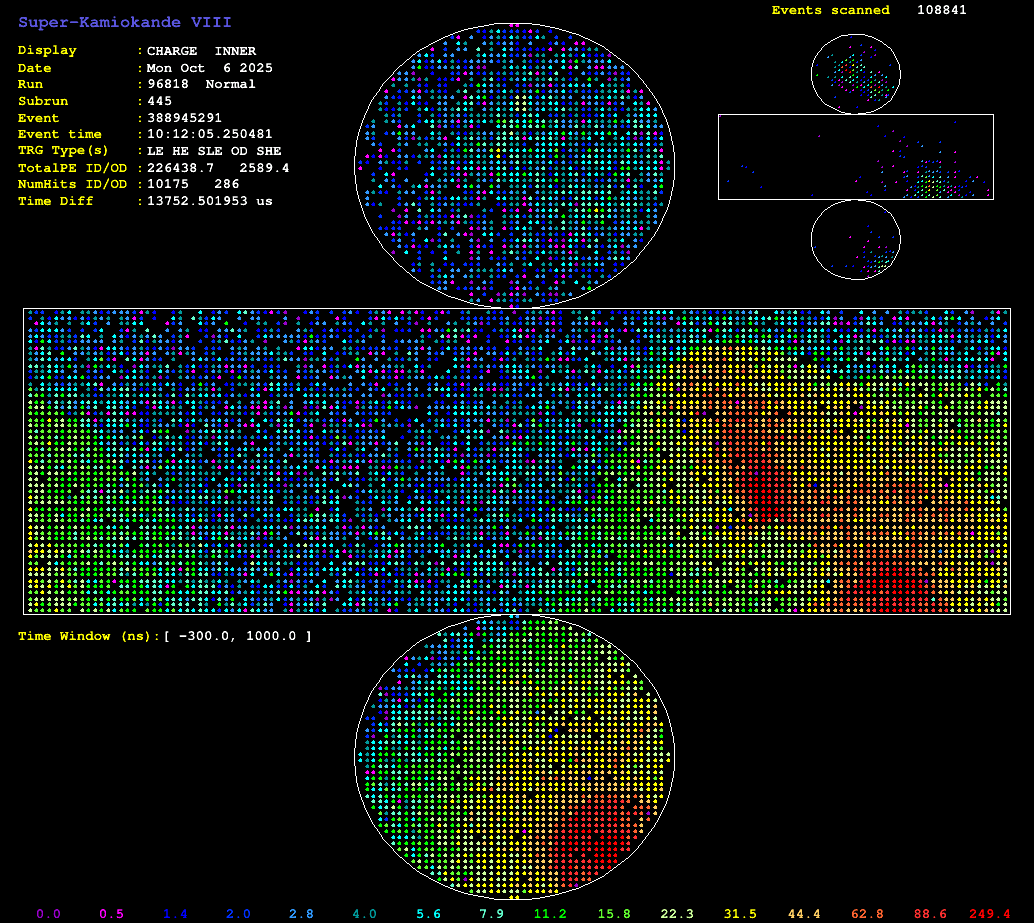 Super-Kamiokande VIII
Events scanned 108841
Display : CHARGE INNER
Date : Mon Oct 6 2025
Run : 96818 Normal
Subrun : 445
Event : 388945291
Event time : 10:12:05.250481
TRG Type(s) : LE HE SLE OD SHE
TotalPE ID/OD : 226438.7 2589.4
NumHits ID/OD : 10175 286
Time Diff : 13752.501953 us
Time Window (ns):[ -300.0, 1000.0 ]
0.0 0.5 1.4 2.0 2.8 4.0 5.6 7.9 11.2 15.8 22.3 31.5 44.4 62.8 88.6 249.4